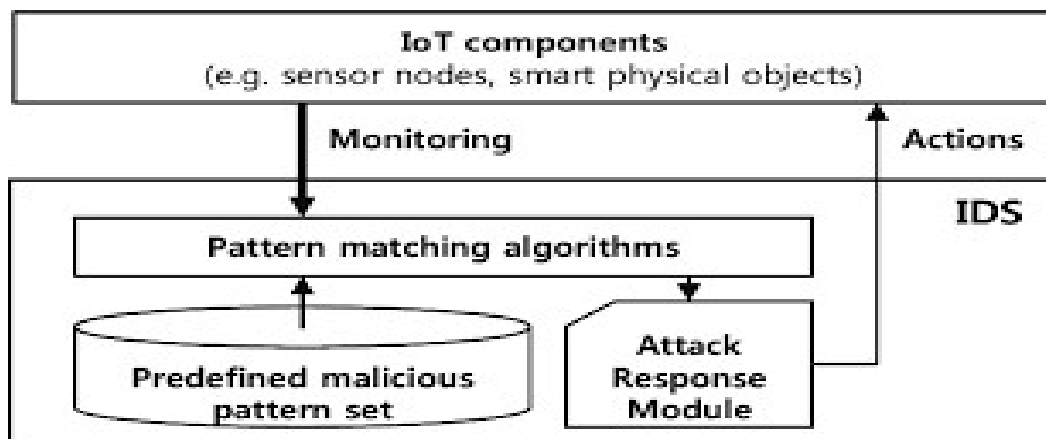 IoT components
(e.g. sensor nodes, smart physical objects)
Monitoring
Actions
IDS
Pattern matching algorithms
Predefined malicious
pattern set
Attack
Response
Module